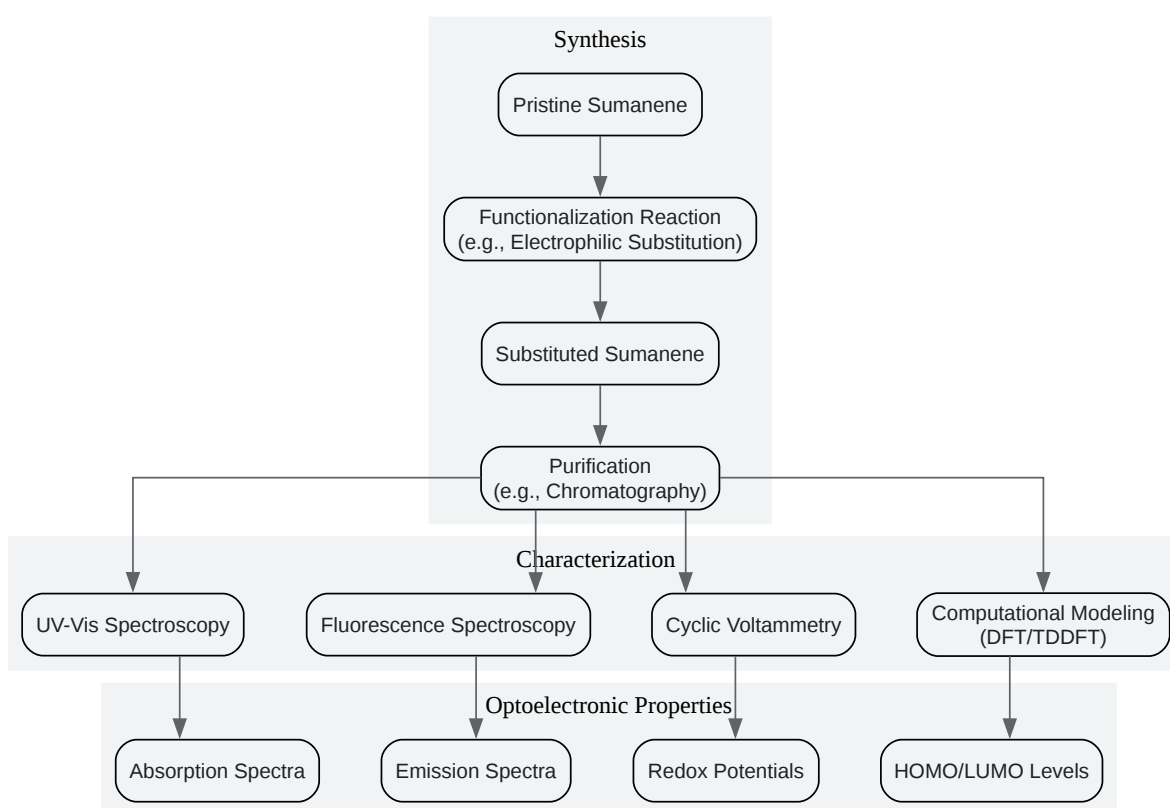 Synthesis
Pristine Sumanene
Functionalization Reaction
(e.g., Electrophilic Substitution)
Substituted Sumanene
Purification
(e.g., Chromatography)
Characterization
UV-Vis Spectroscopy
Fluorescence Spectroscopy
Cyclic Voltammetry
Computational Modeling
(DFT/TDDFT)
Optoelectronic Properties
Absorption Spectra
Emission Spectra
Redox Potentials
HOMO/LUMO Levels